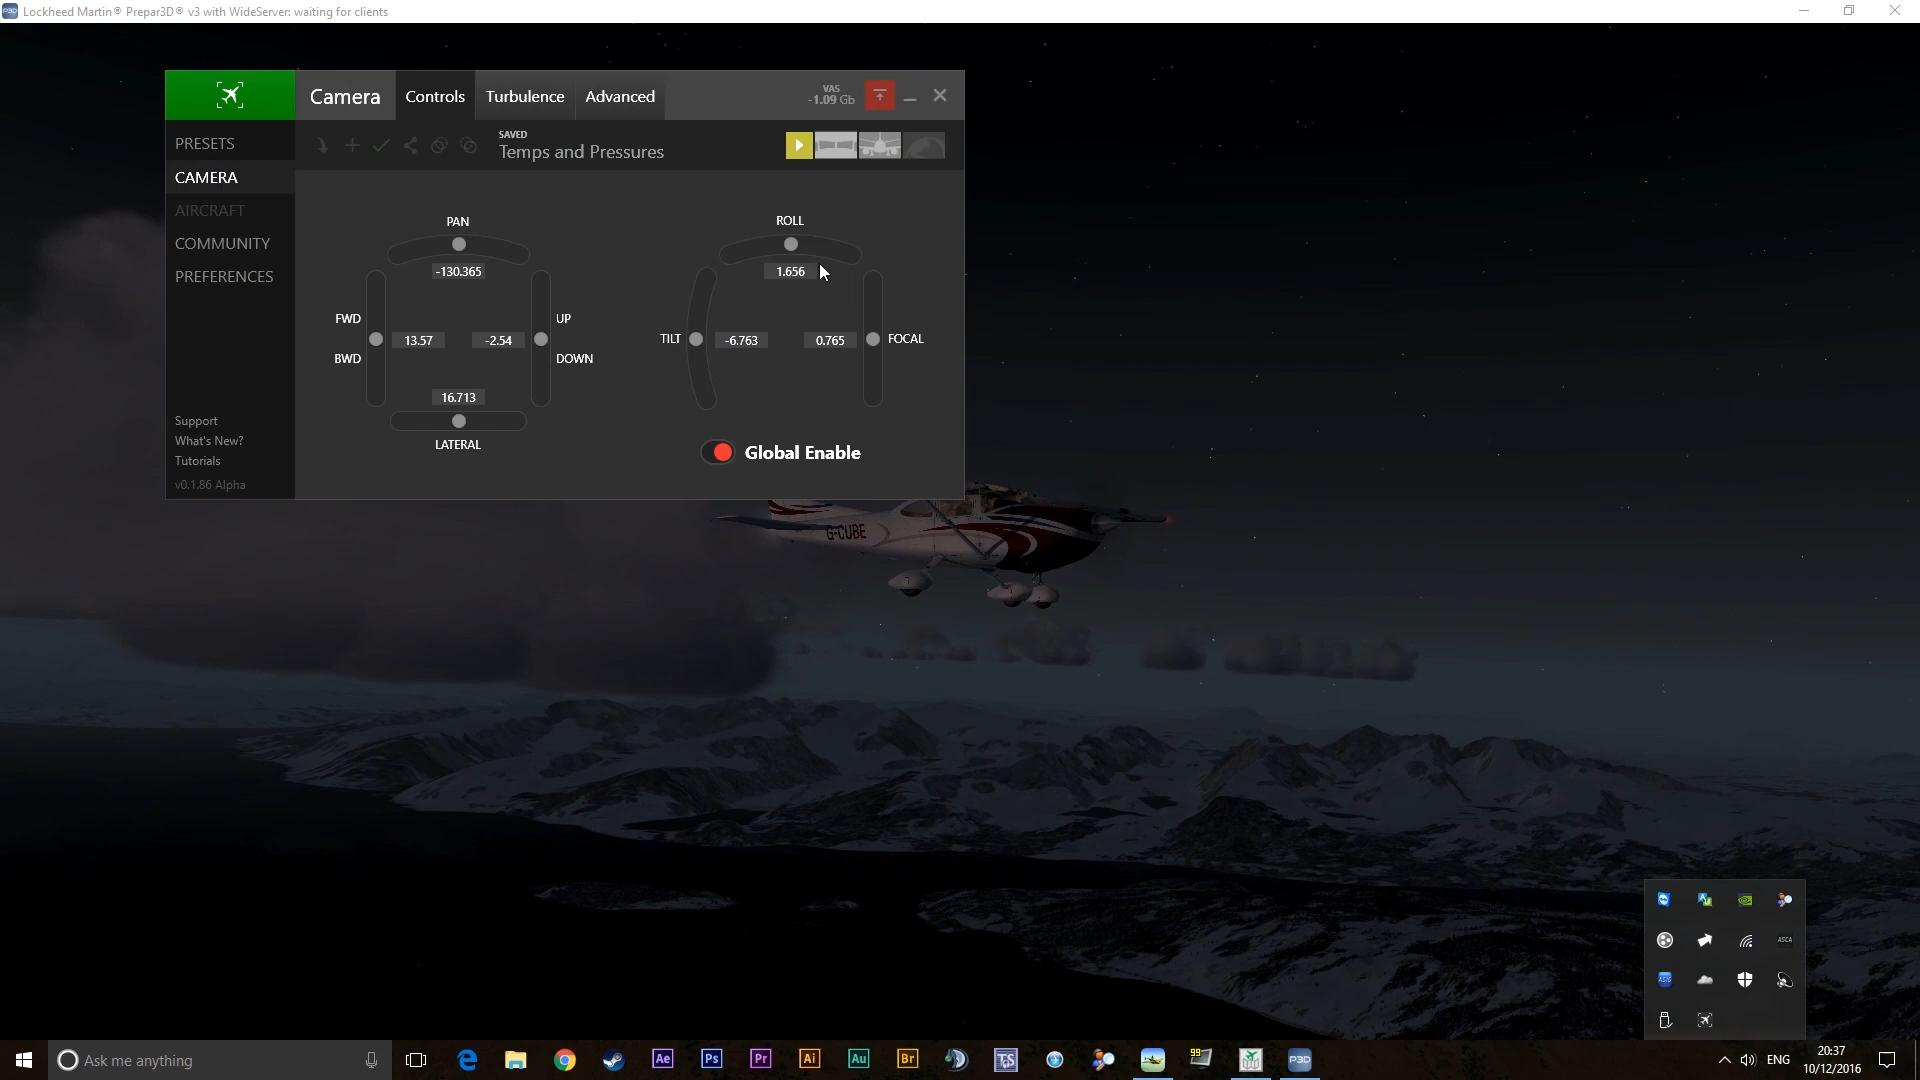 Lockheed Martin® Prepar3D® v3 with WideServer: waiting for clients
Camera
Controls
Turbulence
Advanced
VAS
-1.09 Gb
PRESETS
CAMERA
AIRCRAFT
COMMUNITY
PREFERENCES
Support
What's New?
Tutorials
v0.1.86 Alpha
SAVED
Temps and Pressures
PAN
-130.365
FWD
BWD
13.57
-2.54
UP
DOWN
16.713
LATERAL
ROLL
1.656
TILT
-6.763
0.765
FOCAL
Global Enable
G-CUBE
ASCA
AS16
Ask me anything
Ae
Ps
Pr
Ai
Au
Br
TS
99
P3D
ENG
20:37
10/12/2016